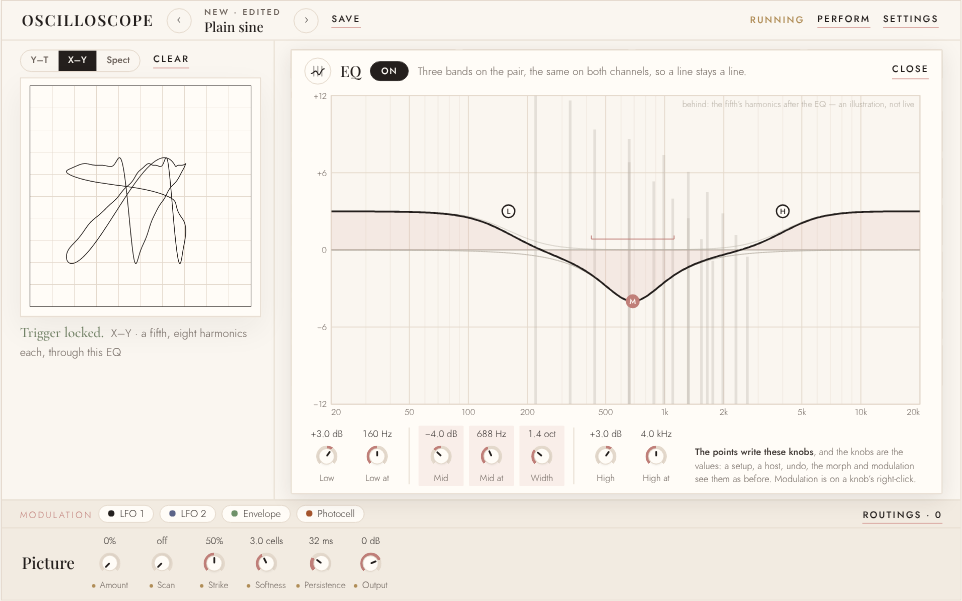 OSCILLOSCOPE
NEW · EDITED
Plain sine
SAVE
RUNNING
PERFORM
SETTINGS
Y–T
X–Y
Spect
CLEAR
Trigger locked. X–Y · a fifth, eight harmonics
each, through this EQ
EQ
ON
Three bands on the pair, the same on both channels, so a line stays a line.
CLOSE
behind: the fifth's harmonics after the EQ — an illustration, not live
+12
+6
0
−6
−12
L
M
H
20
50
100
200
500
1k
2k
5k
10k
20k
+3.0 dB
160 Hz
−4.0 dB
688 Hz
1.4 oct
+3.0 dB
4.0 kHz
Low
Low at
Mid
Mid at
Width
High
High at
The points write these knobs, and the knobs are the
values: a setup, a host, undo, the morph and modulation
see them as before. Modulation is on a knob's right-click.
MODULATION
LFO 1
LFO 2
Envelope
Photocell
ROUTINGS · 0
Picture
0%
off
50%
3.0 cells
32 ms
0 dB
Amount
Scan
Strike
Softness
Persistence
Output